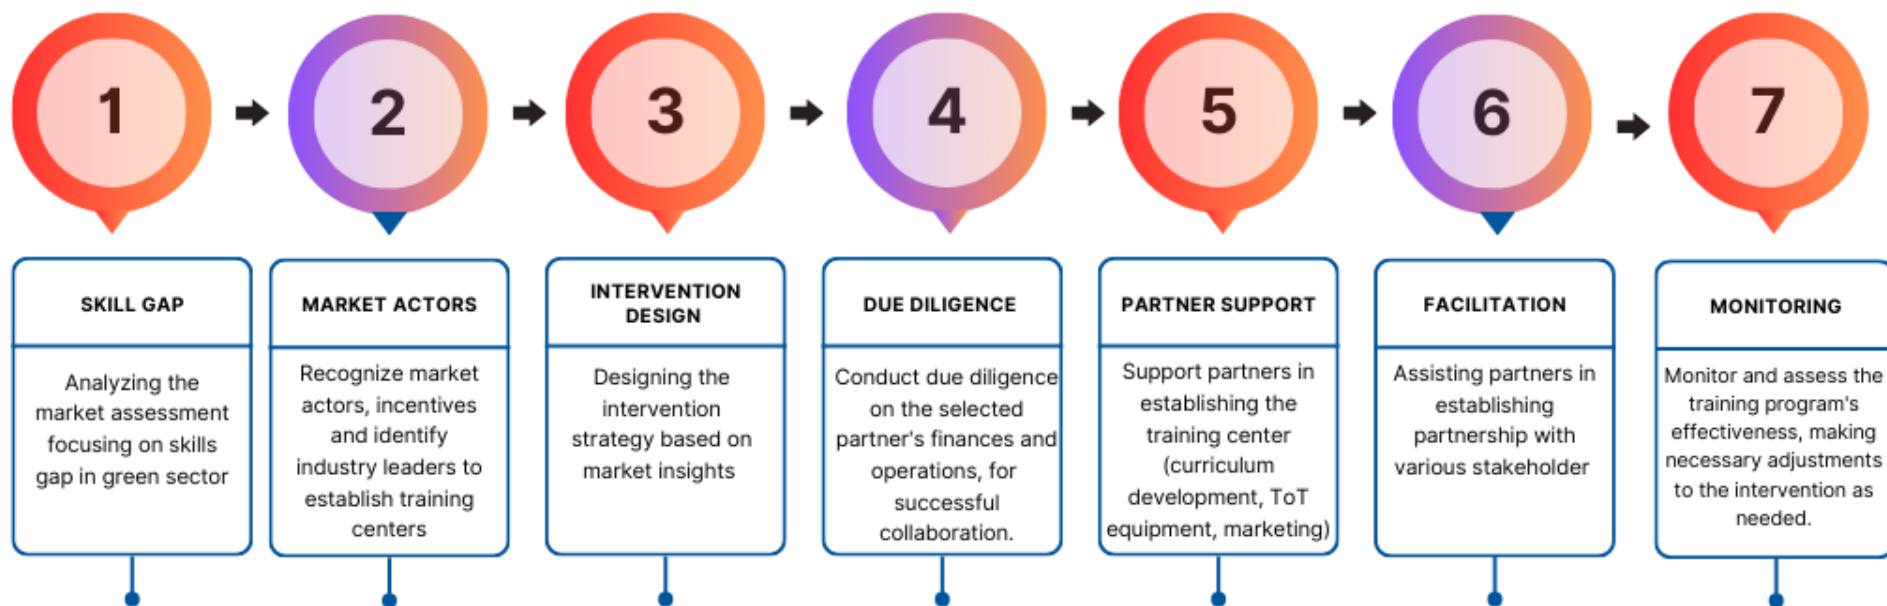 1
2
3
4
5
6
7
SKILL GAP
Analyzing the
market assessment
focusing on skills
gap in green sector
MARKET ACTORS
Recognize market
actors, incentives
and identify
industry leaders to
establish training
centers
INTERVENTION
DESIGN
Designing the
intervention
strategy based on
market insights
DUE DILIGENCE
Conduct due diligence
on the selected
partner's finances and
operations, for
successful
collaboration.
PARTNER SUPPORT
Support partners in
establishing the
training center
(curriculum
development, ToT
equipment, marketing)
FACILITATION
Assisting partners in
establishing
partnership with
various stakeholder
MONITORING
Monitor and assess the
training program's
effectiveness, making
necessary adjustments
to the intervention as
needed.